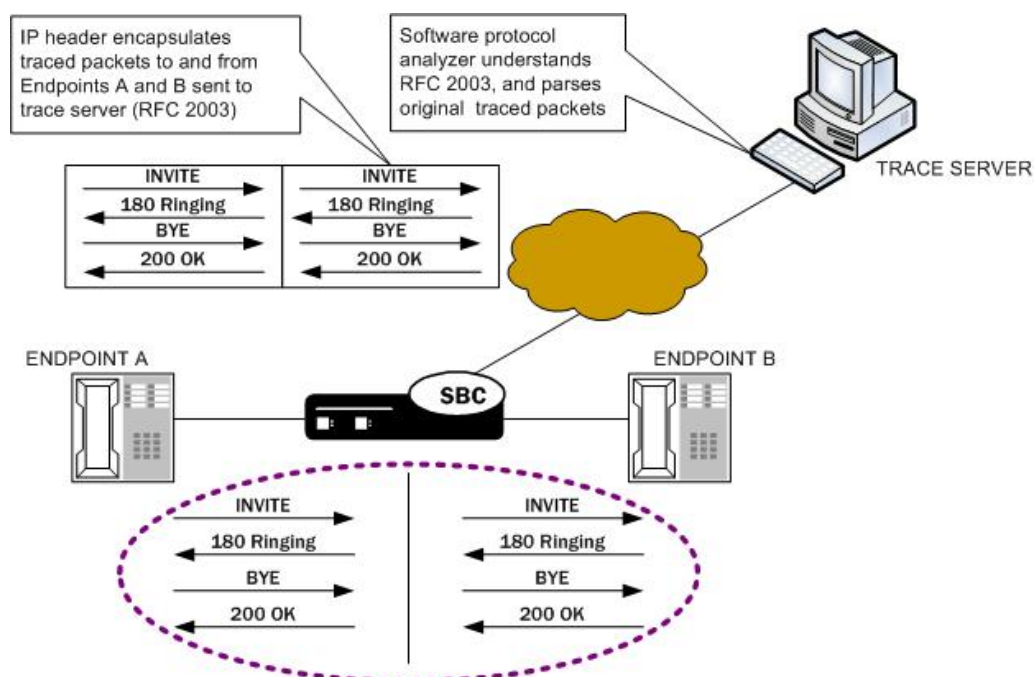 IP header encapsulates
traced packets to and from
Endpoints A and B sent to
trace server (RFC 2003)
Software protocol
analyzer understands
RFC 2003, and parses
original traced packets
TRACE SERVER
INVITE
180 Ringing
BYE
200 OK
INVITE
180 Ringing
BYE
200 OK
ENDPOINT A
SBC
ENDPOINT B
INVITE
180 Ringing
BYE
200 OK
INVITE
180 Ringing
BYE
200 OK